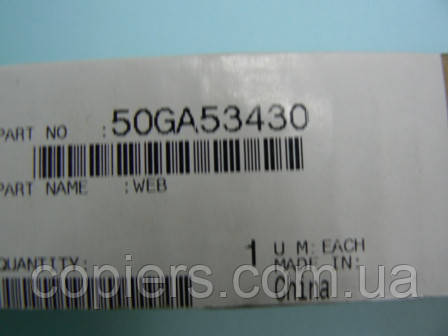 PART NO : 50GA53430
PART NAME : WEB
QUANTITY: 1 U M: EACH
MADE IN:
China
copiers.com.ua